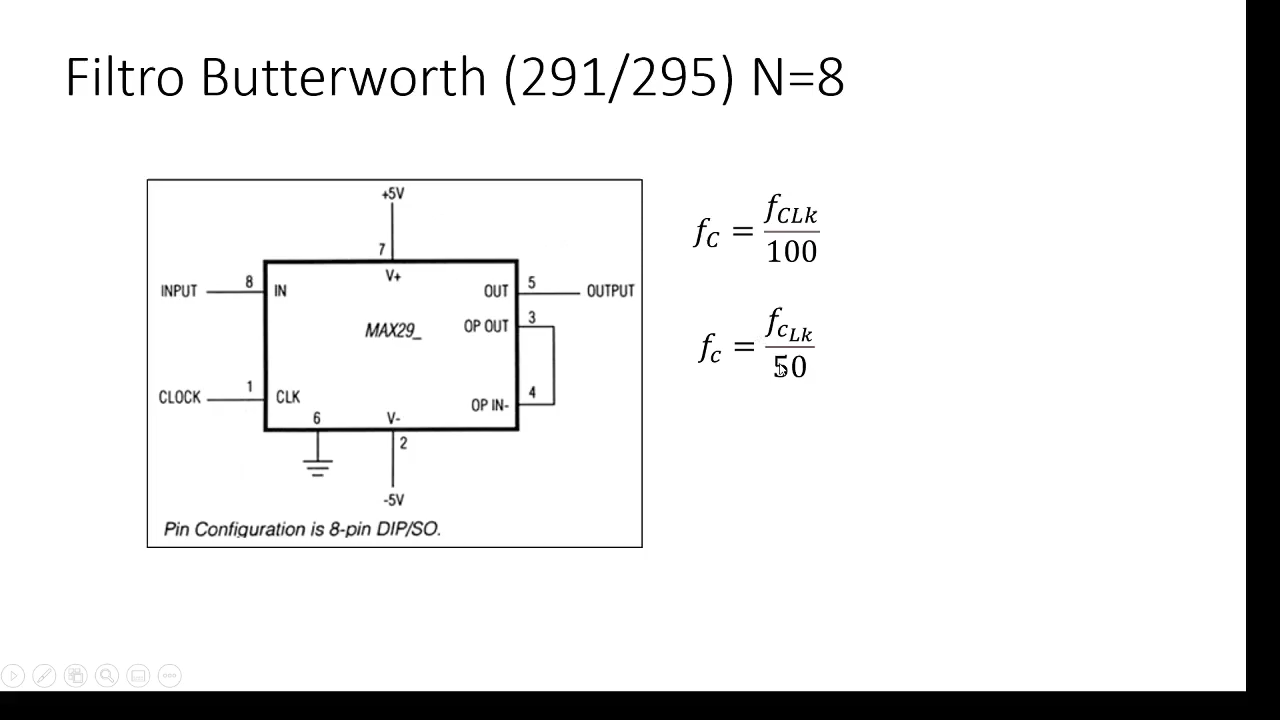 Filtro Butterworth (291/295) N=8
+5V
7
V+
INPUT 8 IN
OUT 5 OUTPUT
OP OUT 3
MAX29_
CLOCK 1 CLK
OP IN- 4
6
V-
2
-5V
Pin Configuration is 8-pin DIP/SO.
f_C = f_CLk / 100
f_c = f_c_Lk / 50